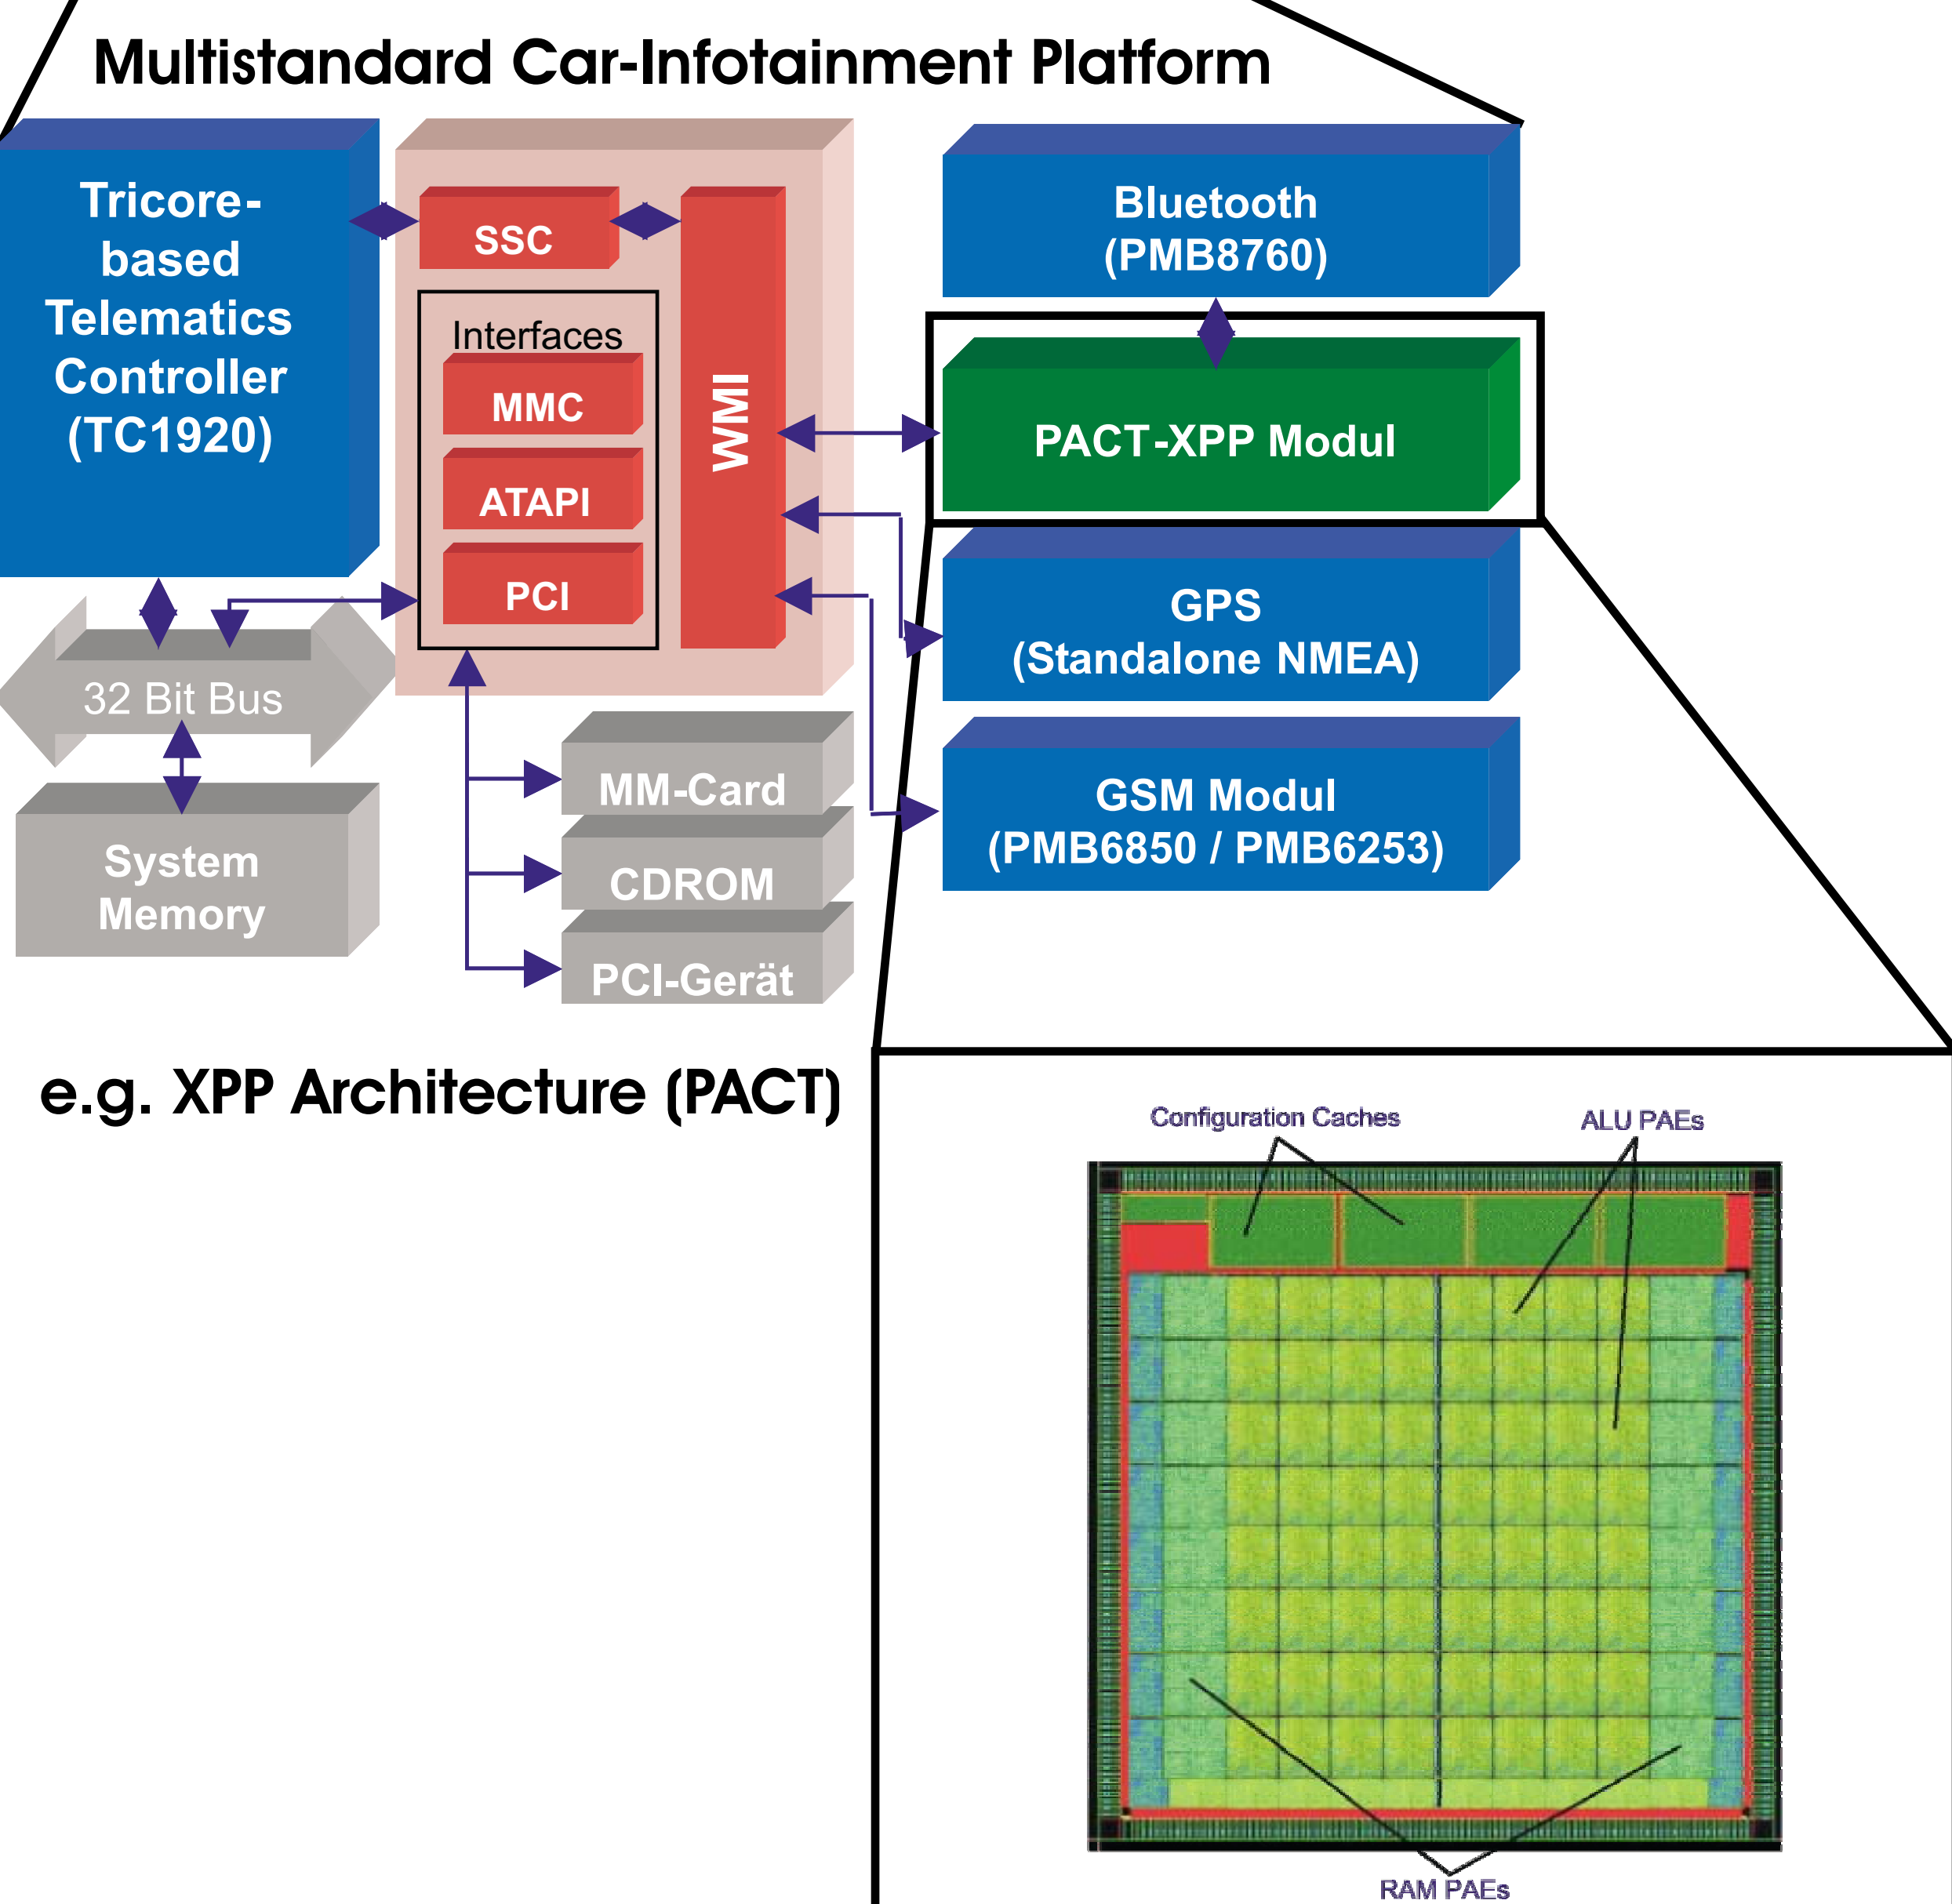 Multistandard Car-Infotainment Platform
Tricore-
based
Telematics
Controller
(TC1920)
SSC
Interfaces
MMC
ATAPI
PCI
WMI
Bluetooth
(PMB8760)
PACT-XPP Modul
GPS
(Standalone NMEA)
GSM Modul
(PMB6850 / PMB6253)
32 Bit Bus
System
Memory
MM-Card
CDROM
PCI-Gerät
e.g. XPP Architecture (PACT)
Configuration Caches
ALU PAEs
RAM PAEs